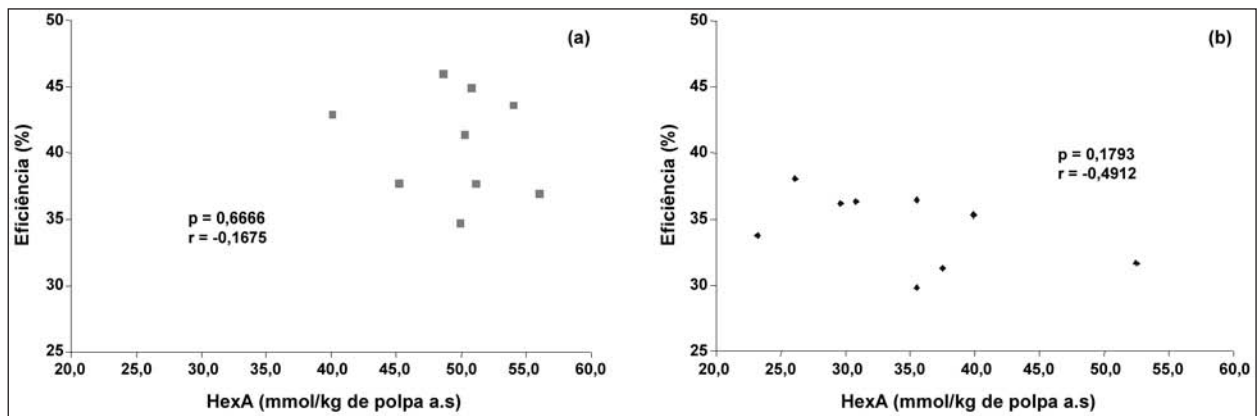 (a)
50
45
40
35
30
25
Eficiência (%)
p = 0,6666
r = -0,1675
20,0 25,0 30,0 35,0 40,0 45,0 50,0 55,0 60,0
HexA (mmol/kg de polpa a.s)
(b)
50
45
40
35
30
25
Eficiência (%)
p = 0,1793
r = -0,4912
20,0 25,0 30,0 35,0 40,0 45,0 50,0 55,0 60,0
HexA (mmol/kg de polpa a.s)